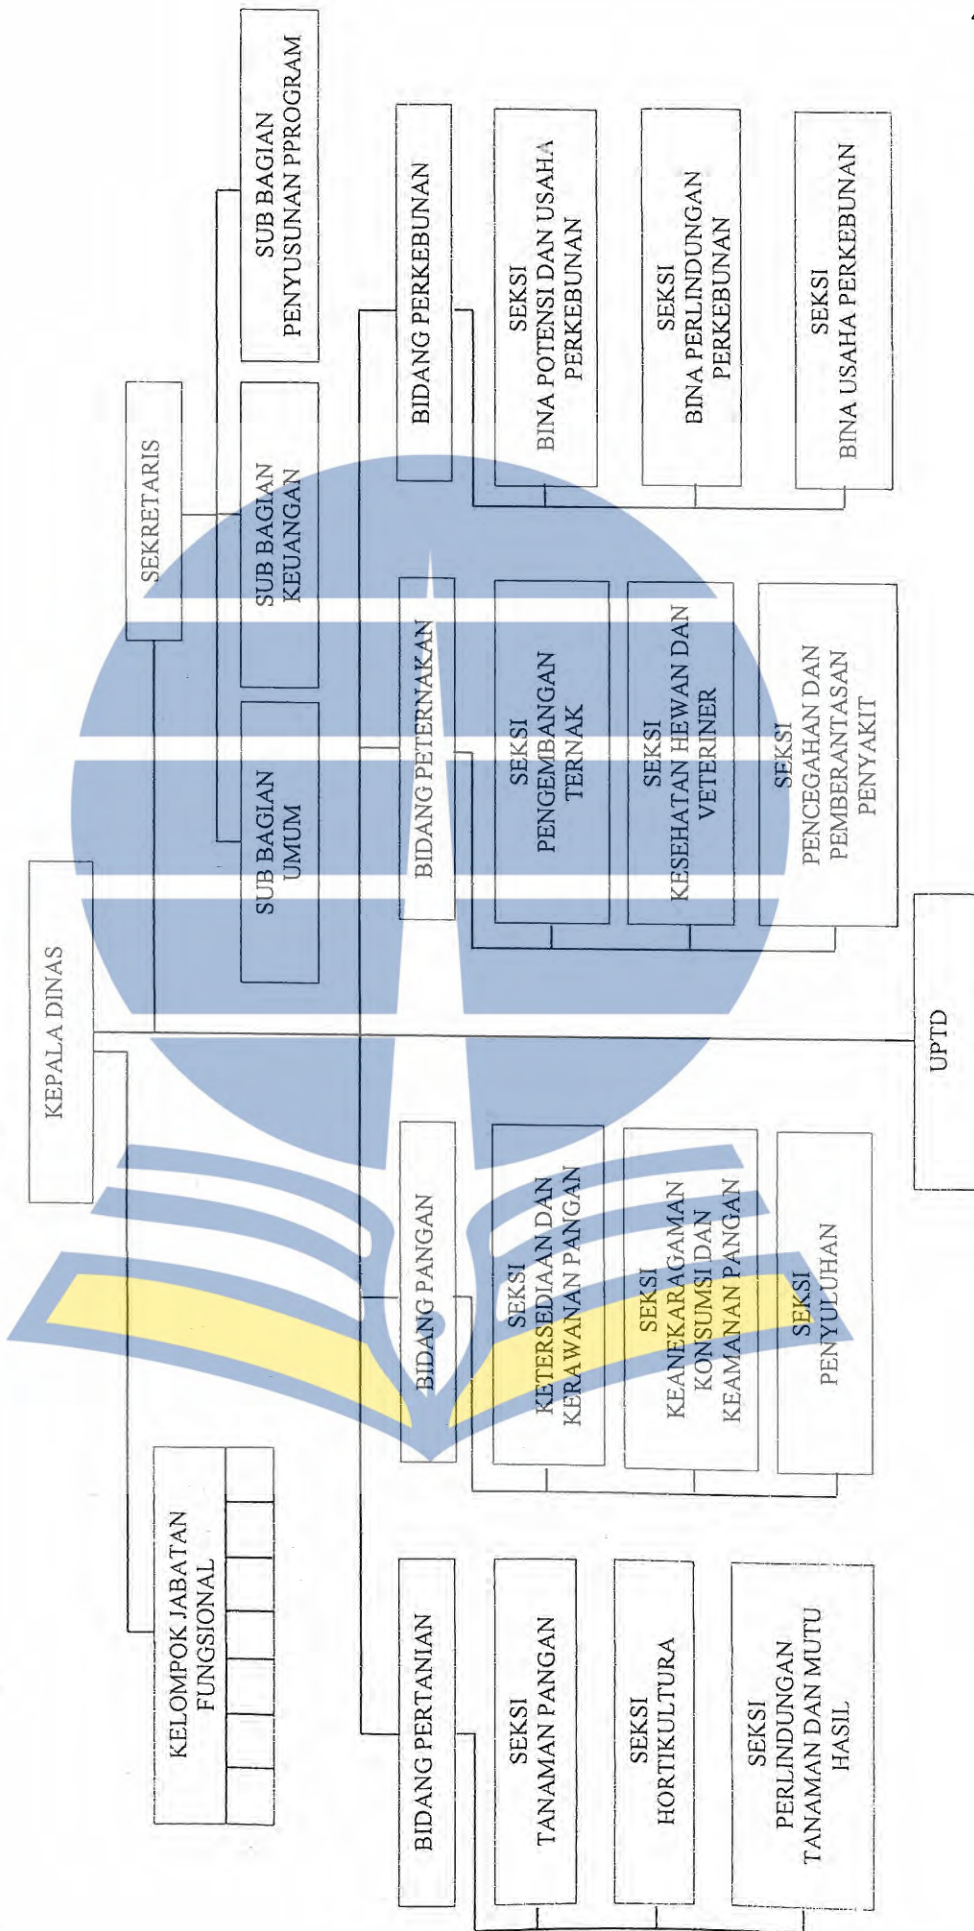 KEPALA DINAS
KELOMPOK JABATAN
FUNGSIONAL
SEKRETARIS
SUB BAGIAN
UMUM
SUB BAGIAN
KEUANGAN
SUB BAGIAN
PENYUSUNAN PPROGRAM
BIDANG PERTANIAN
SEKSI
TANAMAN PANGAN
SEKSI
HORTIKULTURA
SEKSI
PERLINDUNGAN
TANAMAN DAN MUTU
HASIL
BIDANG PANGAN
SEKSI
KETERSEDIAAN DAN
KERAWANAN PANGAN
SEKSI
KEANEKARAGAMAN
KONSUMSI DAN
KEAMANAN PANGAN
SEKSI
PENYULUHAN
BIDANG PETERNAKAN
SEKSI
PENGEMBANGAN
TERNAK
SEKSI
KESEHATAN HEWAN DAN
VETERINER
SEKSI
PENCEGAHAN DAN
PEMBERANTASAN
PENYAKIT
BIDANG PERKEBUNAN
SEKSI
BINA POTENSI DAN USAHA
PERKEBUNAN
SEKSI
BINA PERLINDUNGAN
PERKEBUNAN
SEKSI
BINA USAHA PERKEBUNAN
UPTD